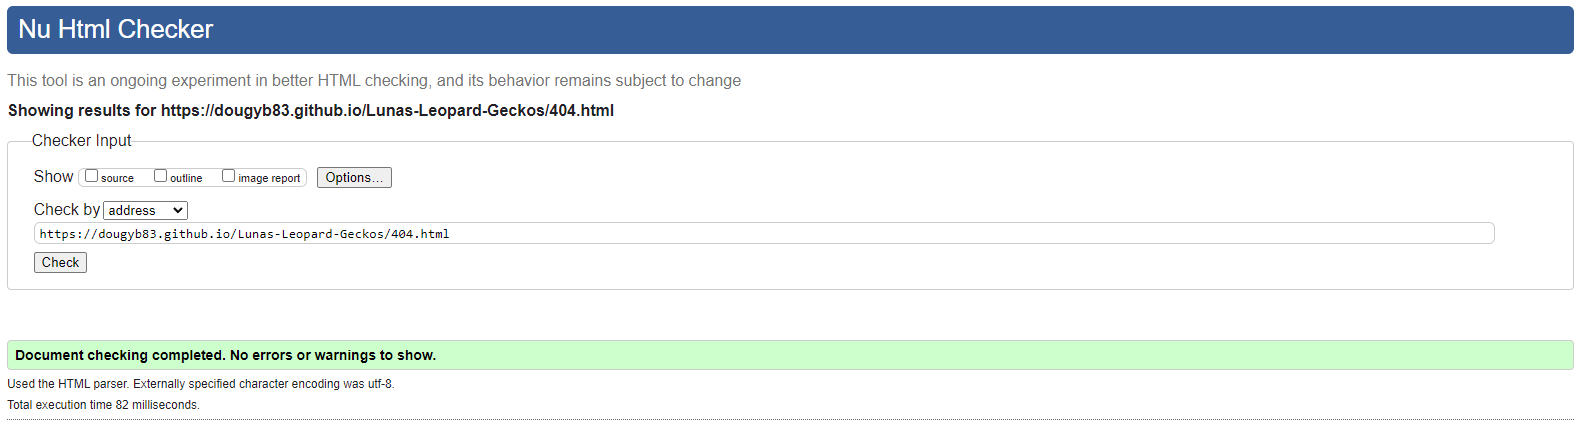 Nu Html Checker
This tool is an ongoing experiment in better HTML checking, and its behavior remains subject to change
Showing results for https://dougyb83.github.io/Lunas-Leopard-Geckos/404.html
Checker Input
Show source outline image report Options...
Check by address
https://dougyb83.github.io/Lunas-Leopard-Geckos/404.html
Check
Document checking completed. No errors or warnings to show.
Used the HTML parser. Externally specified character encoding was utf-8.
Total execution time 82 milliseconds.